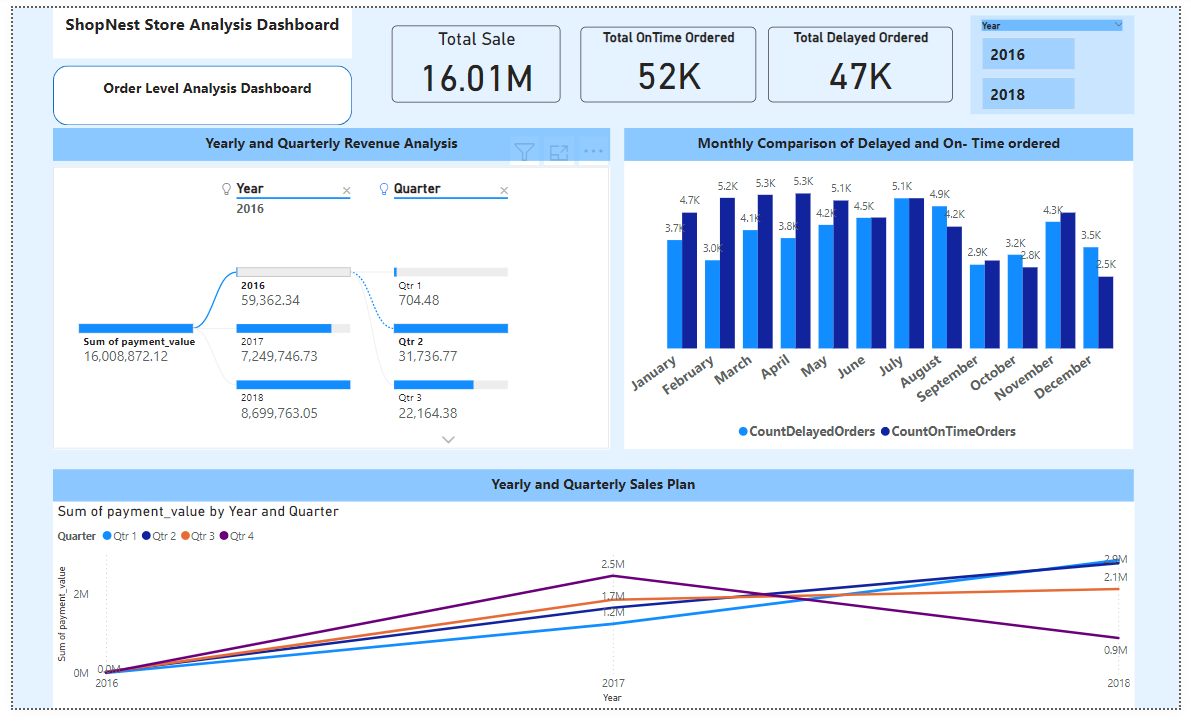 ShopNest Store Analysis Dashboard
Order Level Analysis Dashboard
Total Sale
16.01M
Total OnTime Ordered
52K
Total Delayed Ordered
47K
Year
2016
2018
Yearly and Quarterly Revenue Analysis
Year
2016
Quarter
Sum of payment_value
16,008,872.12
2016
59,362.34
2017
7,249,746.73
2018
8,699,763.05
Qtr 1
704.48
Qtr 2
31,736.77
Qtr 3
22,164.38
Monthly Comparison of Delayed and On- Time ordered
3.7K 4.7K 3.0K 5.2K 4.1K 5.3K 3.8K 5.3K 4.2K 5.1K 4.5K 5.1K 4.9K 4.2K 2.9K 3.2K 2.8K 4.3K 3.5K 2.5K
January February March April May June July August September October November December
CountDelayedOrders CountOnTimeOrders
Yearly and Quarterly Sales Plan
Sum of payment_value by Year and Quarter
Quarter Qtr 1 Qtr 2 Qtr 3 Qtr 4
Sum of payment_value
2M
0M
0.0M
2.5M
1.7M
1.2M
2.9M
2.1M
0.9M
2016 2017 2018
Year